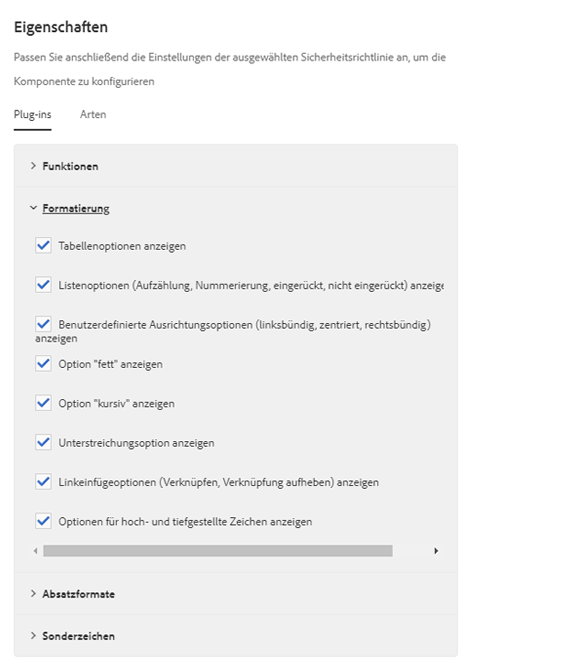 Eigenschaften
Passen Sie anschließend die Einstellungen der ausgewählten Sicherheitsrichtlinie an, um die
Komponente zu konfigurieren
Plug-ins Arten
Funktionen
Formatierung
Tabellenoptionen anzeigen
Listenoptionen (Aufzählung, Nummerierung, eingerückt, nicht eingerückt) anzeige
Benutzerdefinierte Ausrichtungsoptionen (linksbündig, zentriert, rechtsbündig)
anzeigen
Option "fett" anzeigen
Option "kursiv" anzeigen
Unterstreichungsoption anzeigen
Linkeinfügeoptionen (Verknüpfen, Verknüpfung aufheben) anzeigen
Optionen für hoch- und tiefgestellte Zeichen anzeigen
Absatzformate
Sonderzeichen